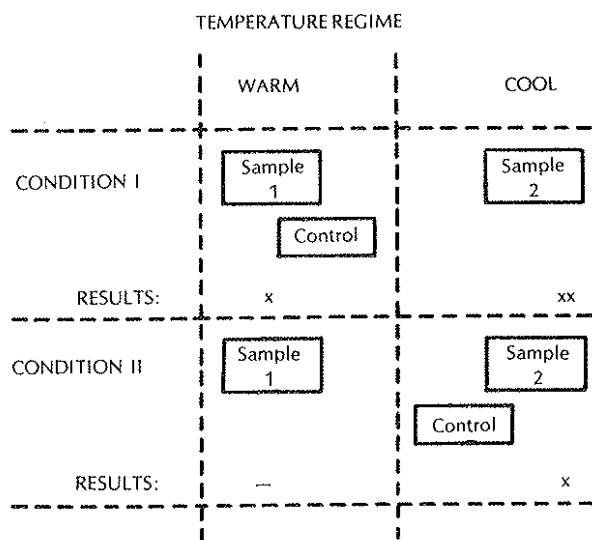 TEMPERATURE REGIME
WARM COOL
CONDITION I
Sample
1
Sample
2
Control
RESULTS: x xx
CONDITION II
Sample
1
Sample
2
Control
RESULTS: — x